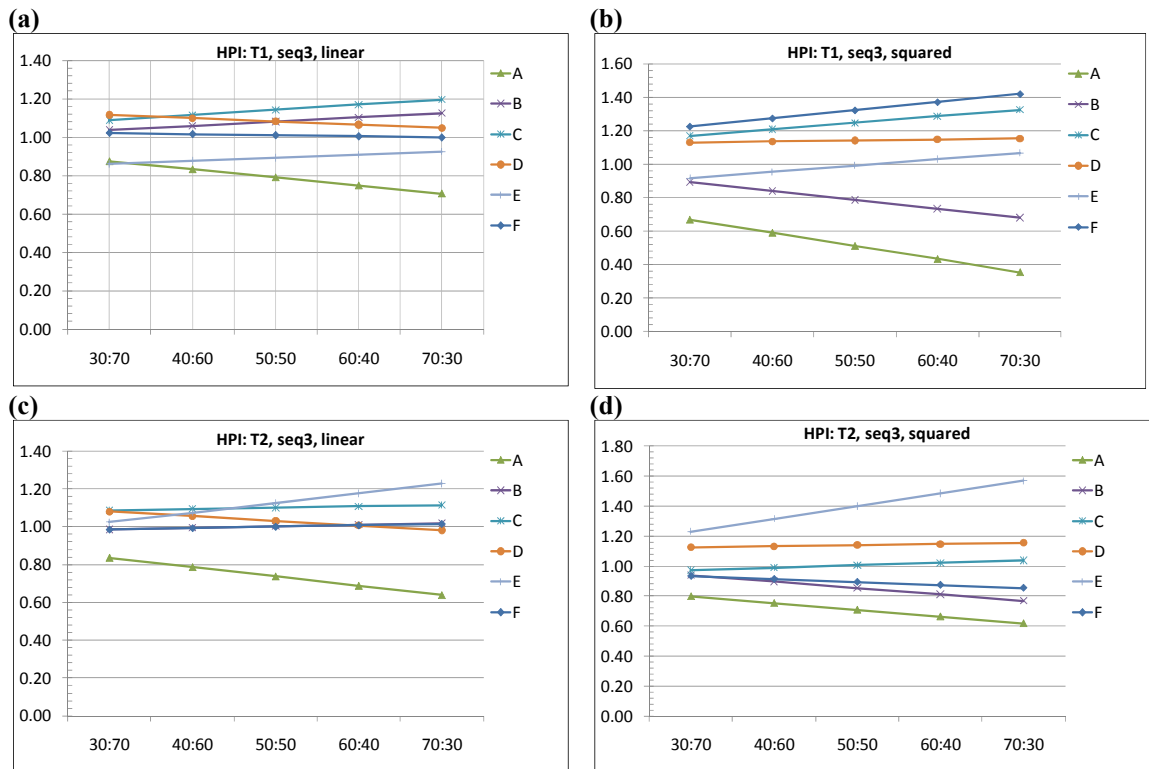 (a)
HPI: T1, seq3, linear
1.40
1.20
1.00
0.80
0.60
0.40
0.20
0.00
30:70 40:60 50:50 60:40 70:30
A
B
C
D
E
F
(b)
HPI: T1, seq3, squared
1.60
1.40
1.20
1.00
0.80
0.60
0.40
0.20
0.00
30:70 40:60 50:50 60:40 70:30
A
B
C
D
E
F
(c)
HPI: T2, seq3, linear
1.40
1.20
1.00
0.80
0.60
0.40
0.20
0.00
30:70 40:60 50:50 60:40 70:30
A
B
C
D
E
F
(d)
HPI: T2, seq3, squared
1.80
1.60
1.40
1.20
1.00
0.80
0.60
0.40
0.20
0.00
30:70 40:60 50:50 60:40 70:30
A
B
C
D
E
F